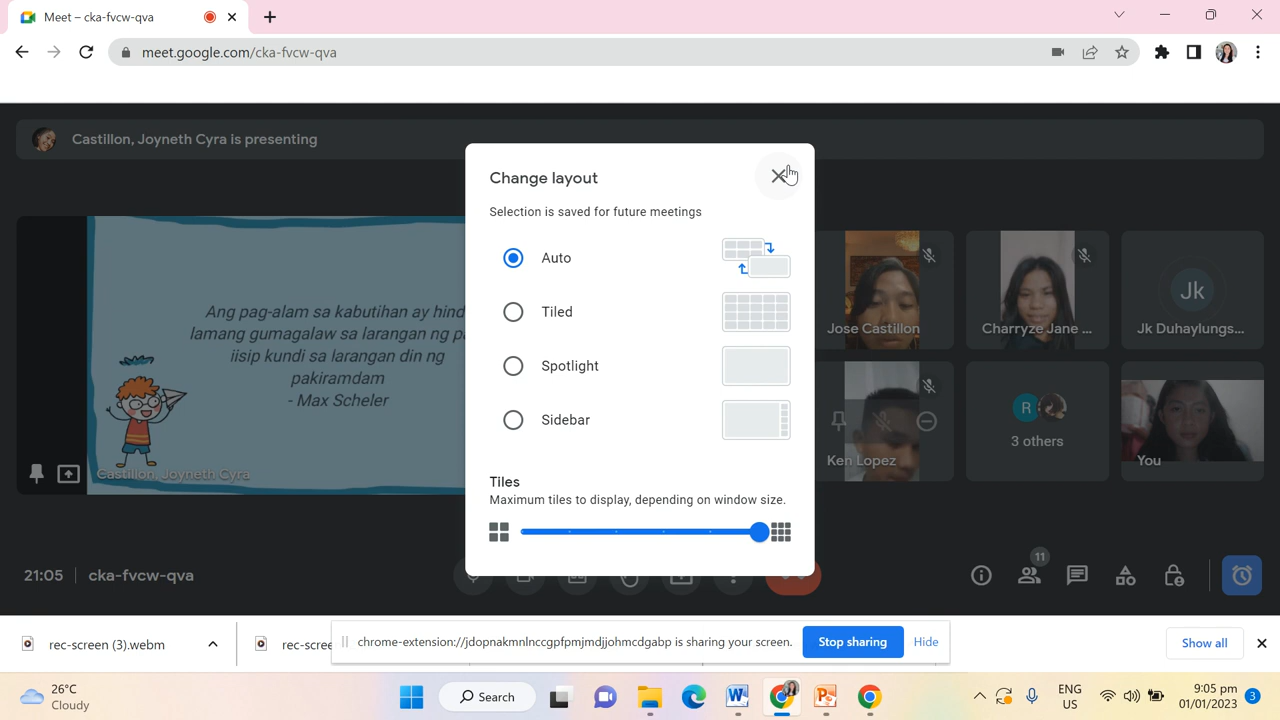 Meet – cka-fvcw-qva
meet.google.com/cka-fvcw-qva
Castillon, Joyneth Cyra is presenting
Change layout
Selection is saved for future meetings
Auto
Tiled
Spotlight
Sidebar
Tiles
Maximum tiles to display, depending on window size.
Ang pag-alam sa kabutihan ay hind
lamang gumagalaw sa larangan ng pa
iisip kundi sa larangan din ng
pakiramdam
- Max Scheler
Castillon, Joyneth Cyra
Jose Castillon
Charryze Jane ...
Jk
Jk Duhaylungs...
Ken Lopez
R
3 others
You
21:05
cka-fvcw-qva
11
rec-screen (3).webm
rec-scree
chrome-extension://jdopnakmnlnccgpfpmjmdjjohmcdgabp is sharing your screen.
Stop sharing
Hide
Show all
26°C
Cloudy
Search
ENG
US
9:05 pm
01/01/2023
3